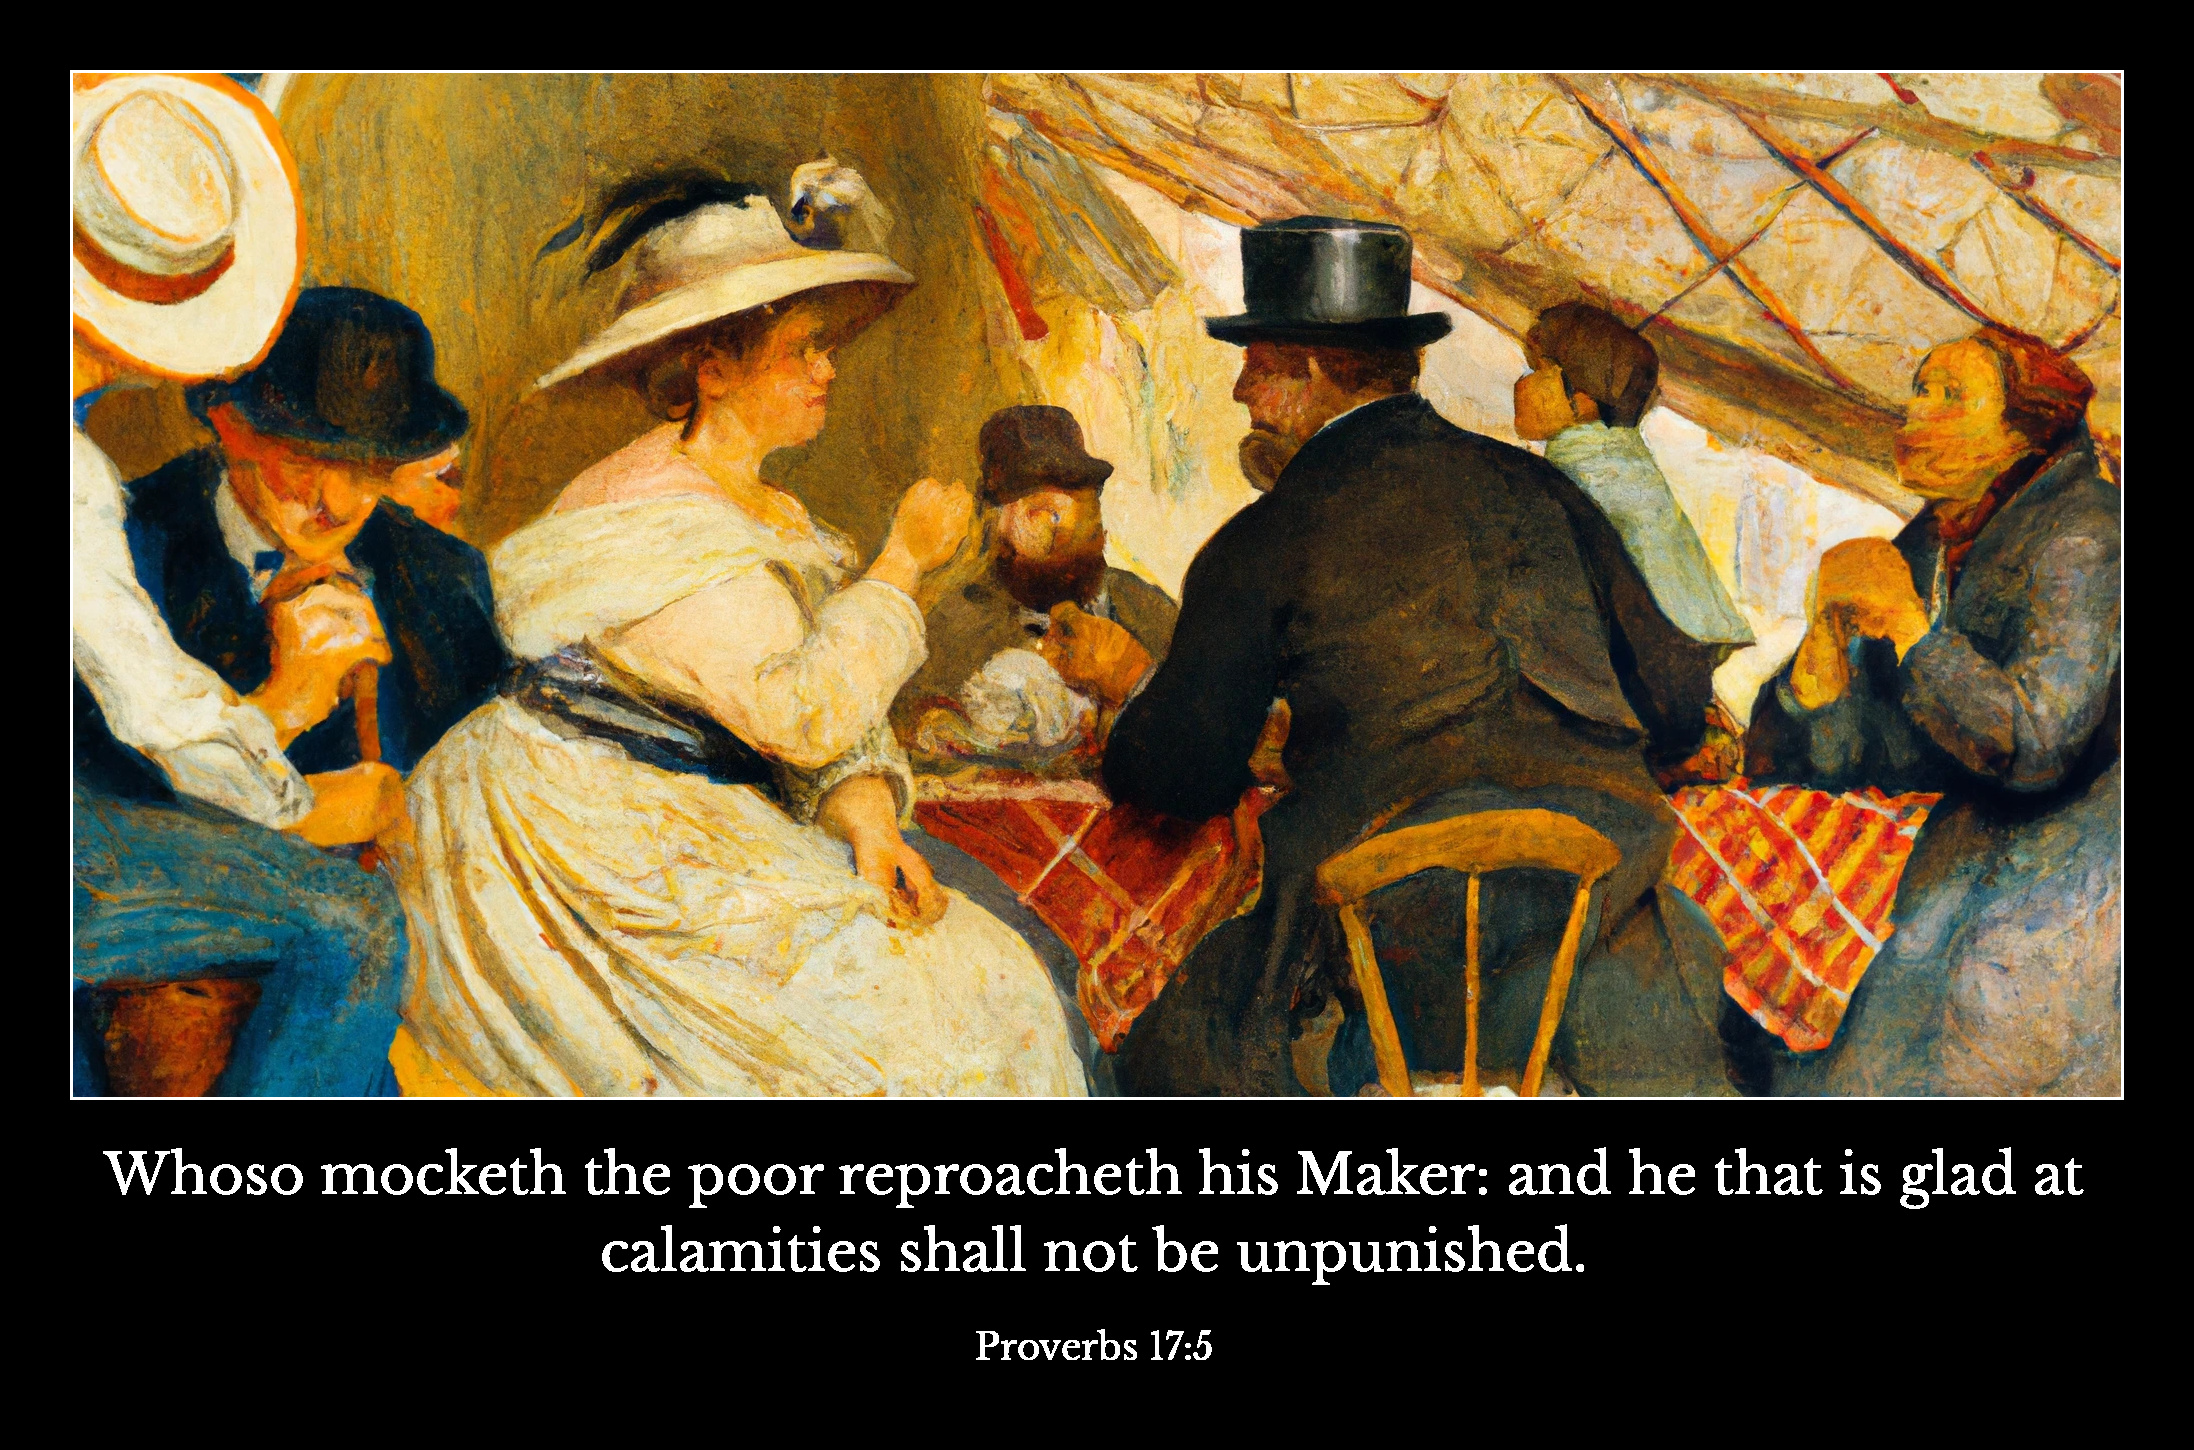 Whoso mocketh the poor reproacheth his Maker: and he that is glad at
calamities shall not be unpunished.
Proverbs 17:5